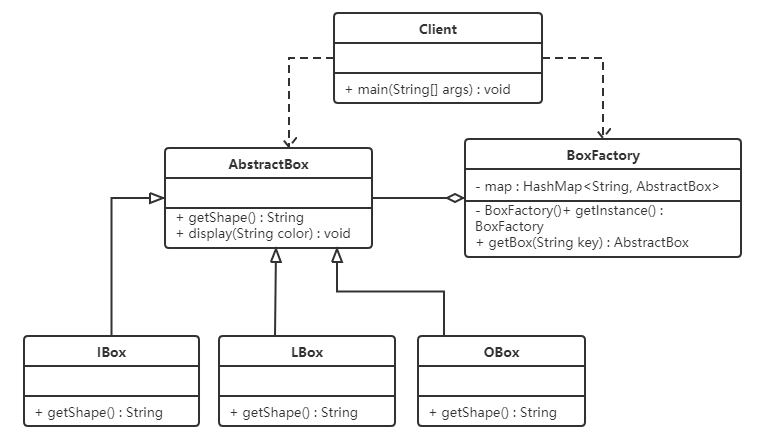 Client
+ main(String[] args) : void
AbstractBox
+ getShape() : String
+ display(String color) : void
BoxFactory
- map : HashMap<String, AbstractBox>
- BoxFactory()+ getInstance() :
BoxFactory
+ getBox(String key) : AbstractBox
IBox
+ getShape() : String
LBox
+ getShape() : String
OBox
+ getShape() : String